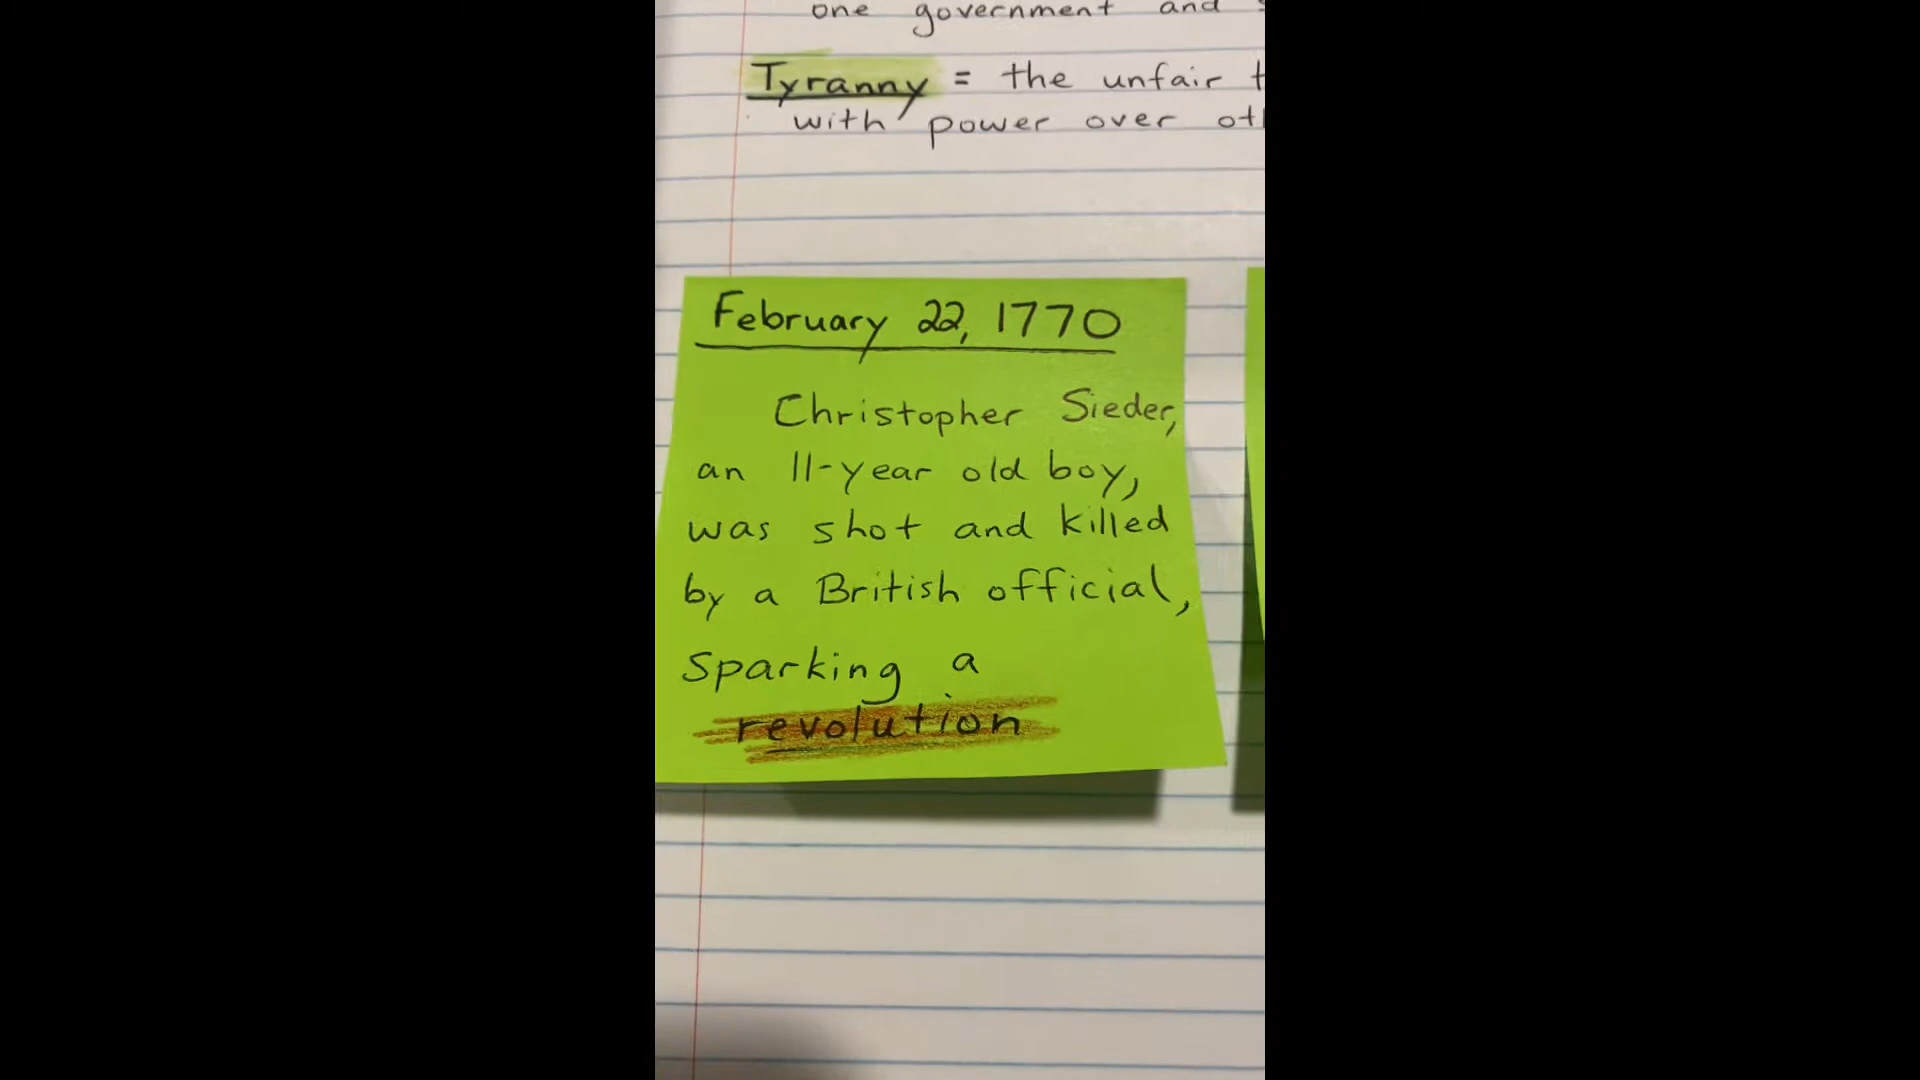 one government and
Tyranny = the unfair
with power over
February 22, 1770
Christopher Sieder,
an 11-year old boy,
was shot and killed
by a British official,
sparking a
revolution